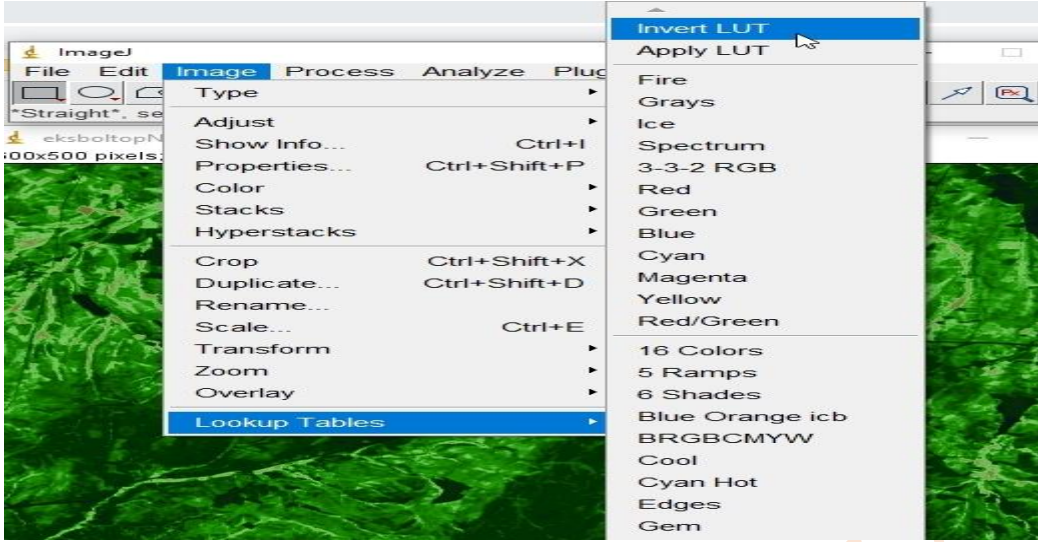 ImageJ
File Edit Image Process Analyze Plug
*Straight*, se
eksboltopN
500x500 pixels;
Type
Adjust
Show Info... Ctrl+I
Properties... Ctrl+Shift+P
Color
Stacks
Hyperstacks
Crop Ctrl+Shift+X
Duplicate... Ctrl+Shift+D
Rename...
Scale... Ctrl+E
Transform
Zoom
Overlay
Lookup Tables
Invert LUT
Apply LUT
Fire
Grays
Ice
Spectrum
3-3-2 RGB
Red
Green
Blue
Cyan
Magenta
Yellow
Red/Green
16 Colors
5 Ramps
6 Shades
Blue Orange icb
BRGBCMYW
Cool
Cyan Hot
Edges
Gem